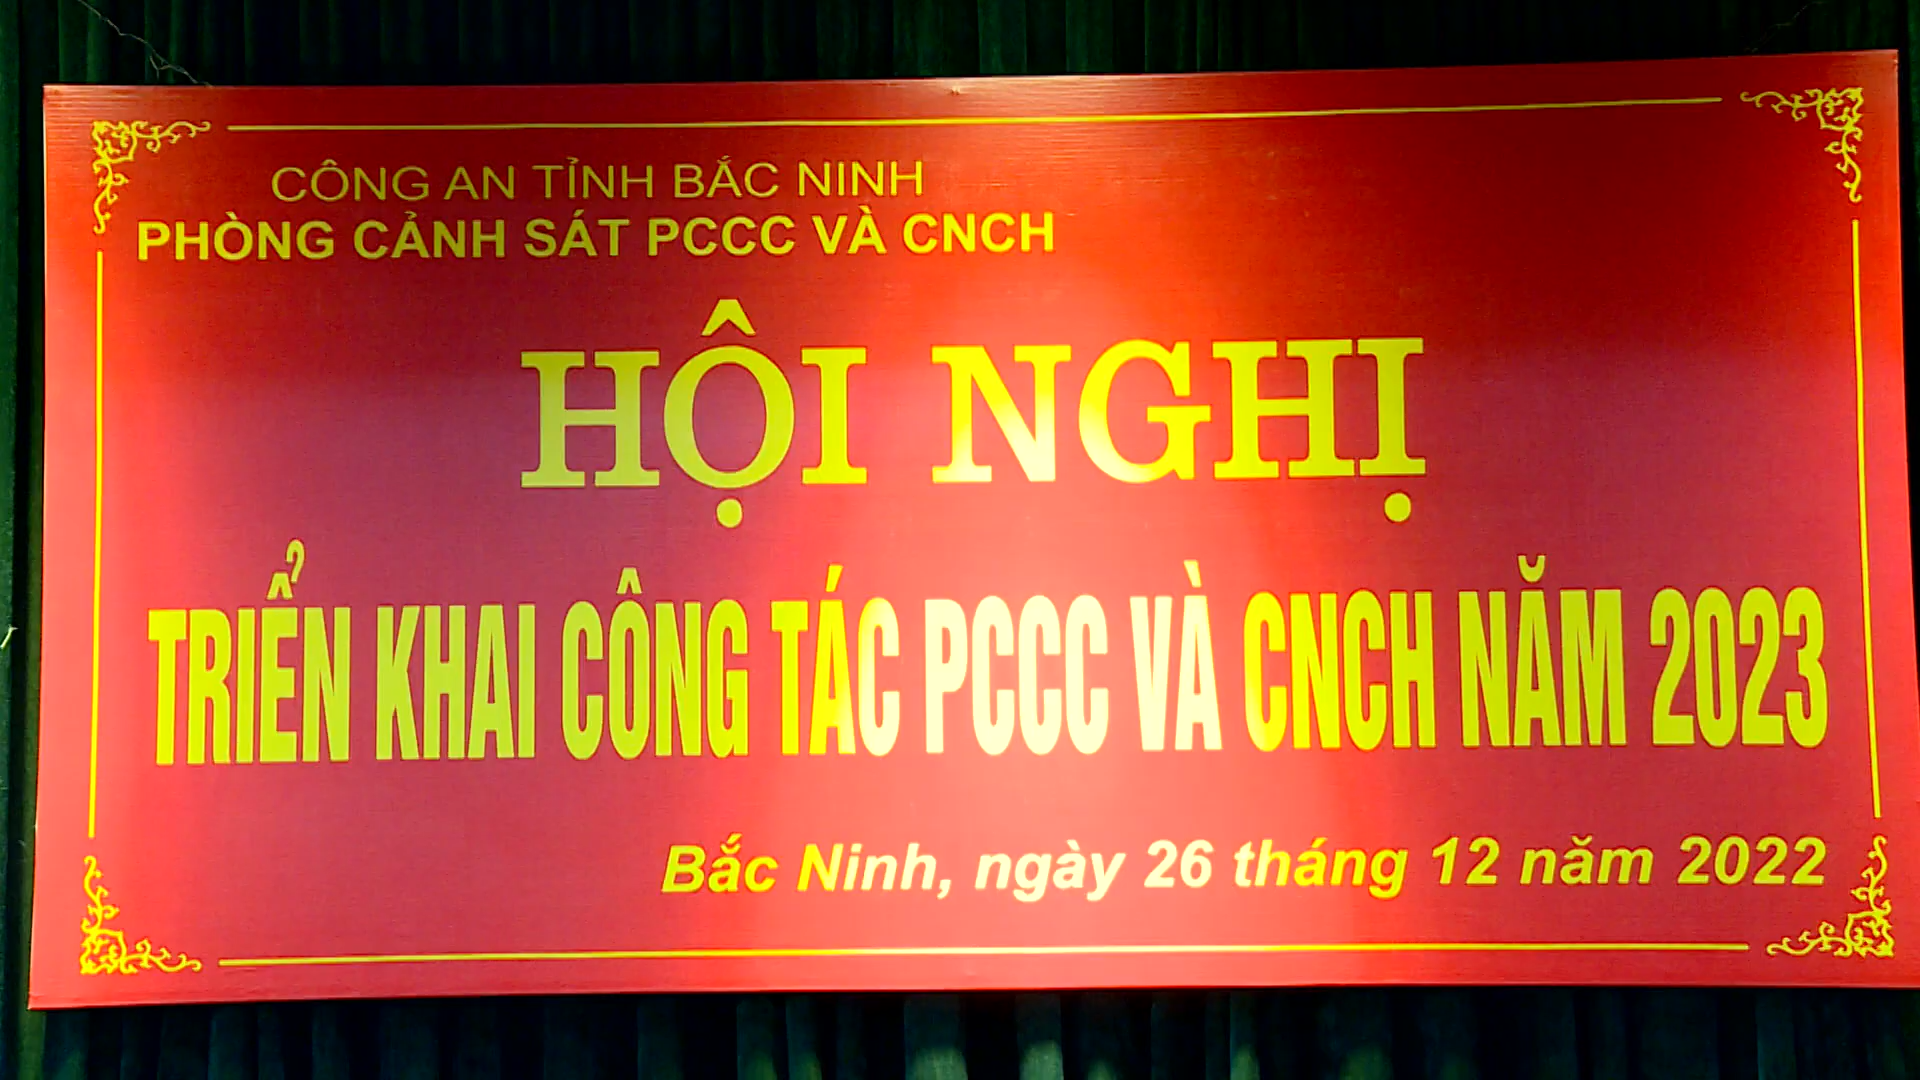 CÔNG AN TỈNH BẮC NINH
PHÒNG CẢNH SÁT PCCC VÀ CNCH
HỘI NGHỊ
TRIỂN KHAI CÔNG TÁC PCCC VÀ CNCH NĂM 2023
Bắc Ninh, ngày 26 tháng 12 năm 2022